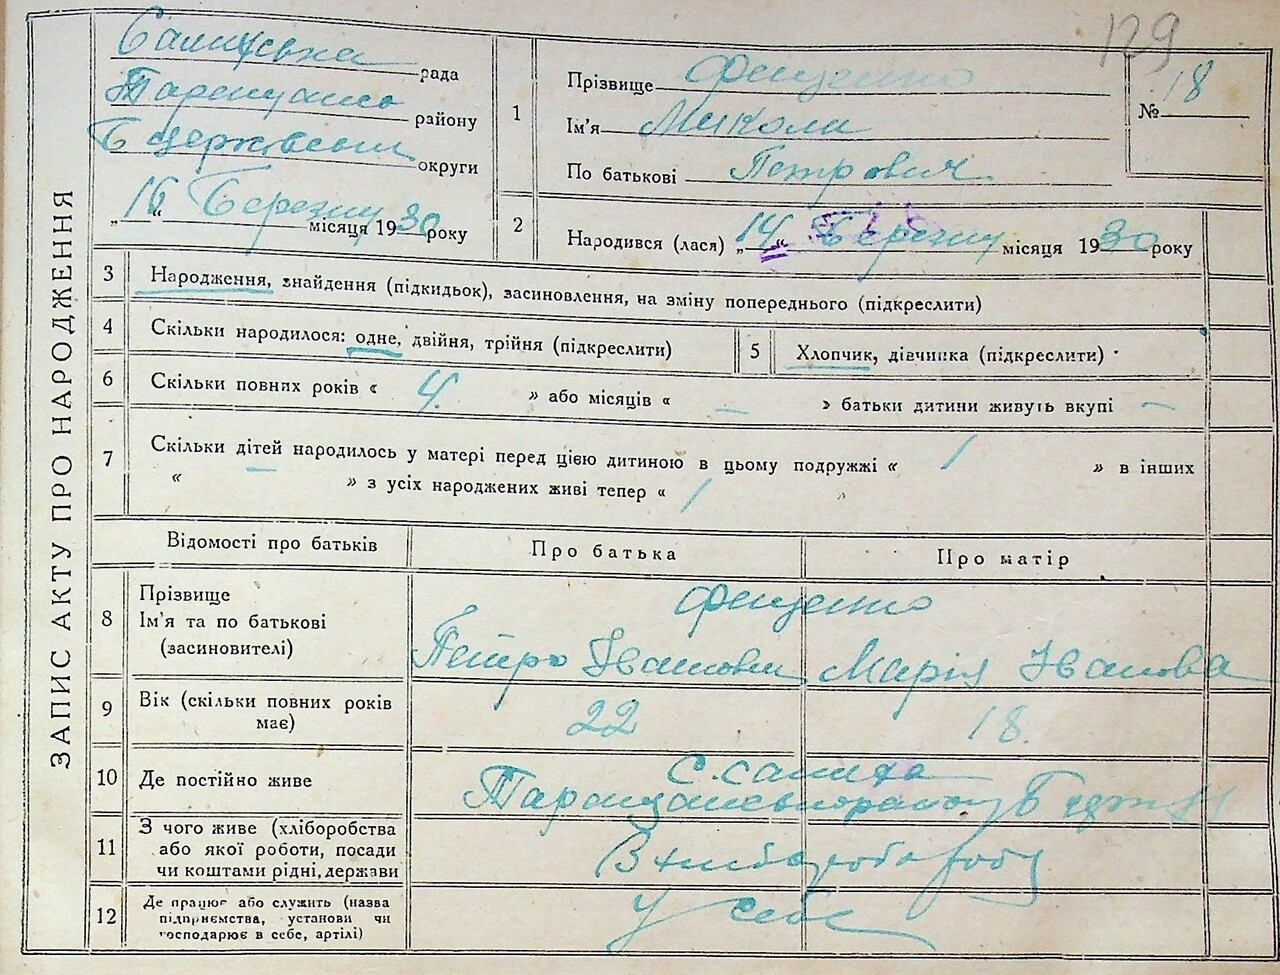 129
рада
району
округи
„16“ Березня місяця 1930 року
1
Прізвище Фещенко
Ім'я Микола
По батькові Петрович
№ 18
2
Народився (лася) „14“ Березня місяця 1930 року
ЗАПИС АКТУ ПРО НАРОДЖЕННЯ
3 Народження, знайдення (підкидьок), засиновлення, на зміну попереднього (підкреслити)
4 Скільки народилося: одне, двійня, трійня (підкреслити)
5 Хлопчик, дівчинка (підкреслити)
6 Скільки повних років « 4 » або місяців « — » батьки дитини живуть вкупі —
7 Скільки дітей народилось у матері перед цією дитиною в цьому подружжі « 1 » в інших
« — » з усіх народжених живі тепер « 1 »
Відомості про батьків Про батька Про матір
8 Прізвище
Ім'я та по батькові
(засиновителі)
Фещенко
Петро Іванович Марія Іванова
9 Вік (скільки повних років
має)
22 18
10 Де постійно живе
с.
11 З чого живе (хліборобства
або якої роботи, посади
чи коштами рідні, держави
12 Де працює або служить (назва
підприємства, установи чи
господарює в себе, артілі)
У себе